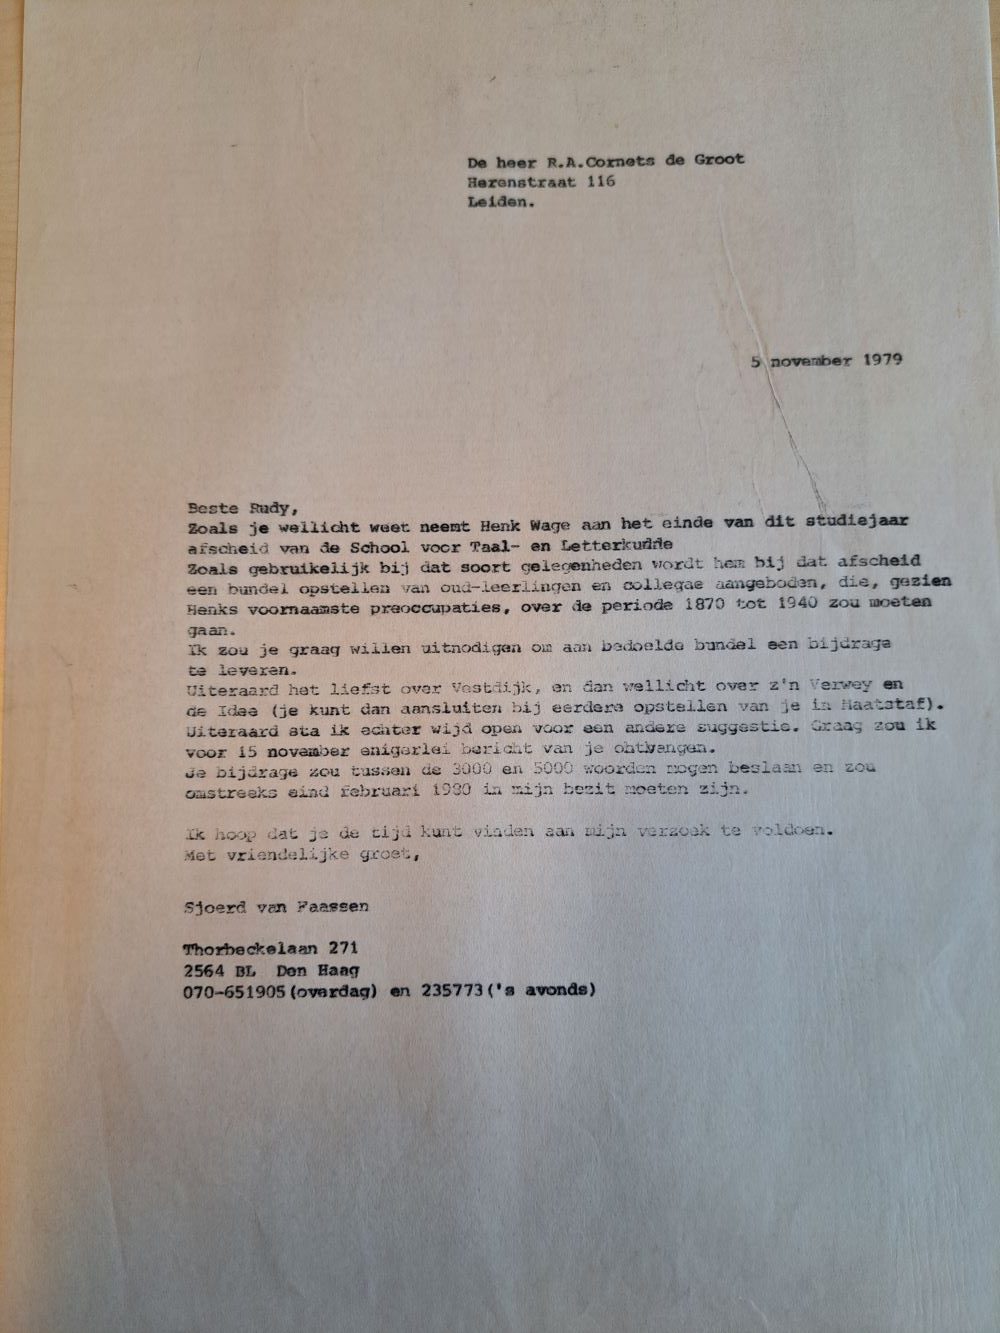 De heer R.A.Cornets de Groot
Herenstraat 116
Leiden.
5 november 1979
Beste Rudy,
Zoals je wellicht weet neemt Henk Wage aan het einde van dit studiejaar
afscheid van de School voor Taal- en Letterkudde
Zoals gebruikelijk bij dat soort gelegenheden wordt hem bij dat afscheid
een bundel opstellen van oud-leerlingen en collegae aangeboden, die, gezien
Henks voornaamste preoccupaties, over de periode 1870 tot 1940 zou moeten
gaan.
Ik zou je graag willen uitnodigen om aan bedoelde bundel een bijdrage
te leveren.
Uiteraard het liefst over Vestdijk, en dan wellicht over z'n Verwey en
de Idee (je kunt dan aansluiten bij eerdere opstellen van je in Maatstaf).
Uiteraard sta ik echter wijd open voor een andere suggestie. Graag zou ik
voor 15 november enigerlei bericht van je ontvangen.
Je bijdrage zou tussen de 3000 en 5000 woorden mogen beslaan en zou
omstreeks eind februari 1980 in mijn bezit moeten zijn.
Ik hoop dat je de tijd kunt vinden aan mijn verzoek te voldoen.
Met vriendelijke groet,
Sjoerd van Faassen
Thorbeckelaan 271
2564 BL  Den Haag
070-651905(overdag) en 235773('s avonds)